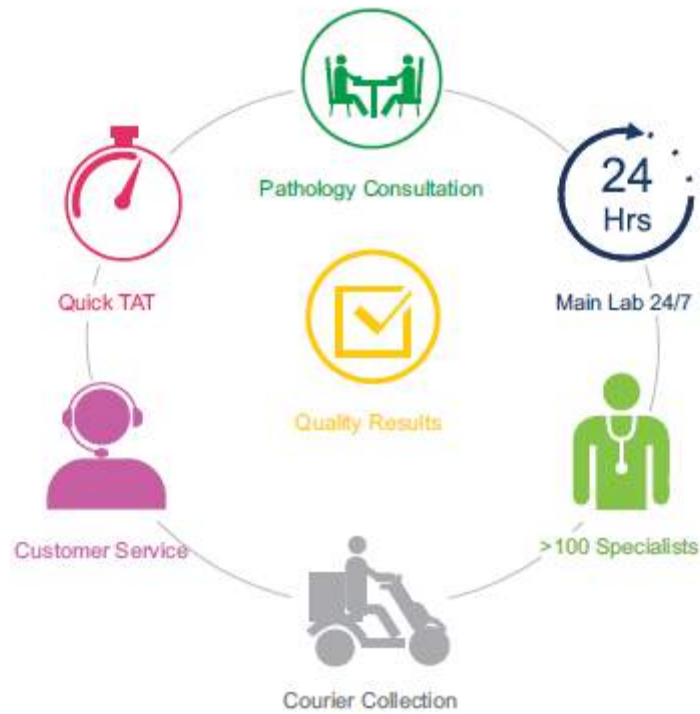 Pathology Consultation
24
Hrs
Quick TAT
Main Lab 24/7
Quality Results
Customer Service
>100 Specialists
Courier Collection